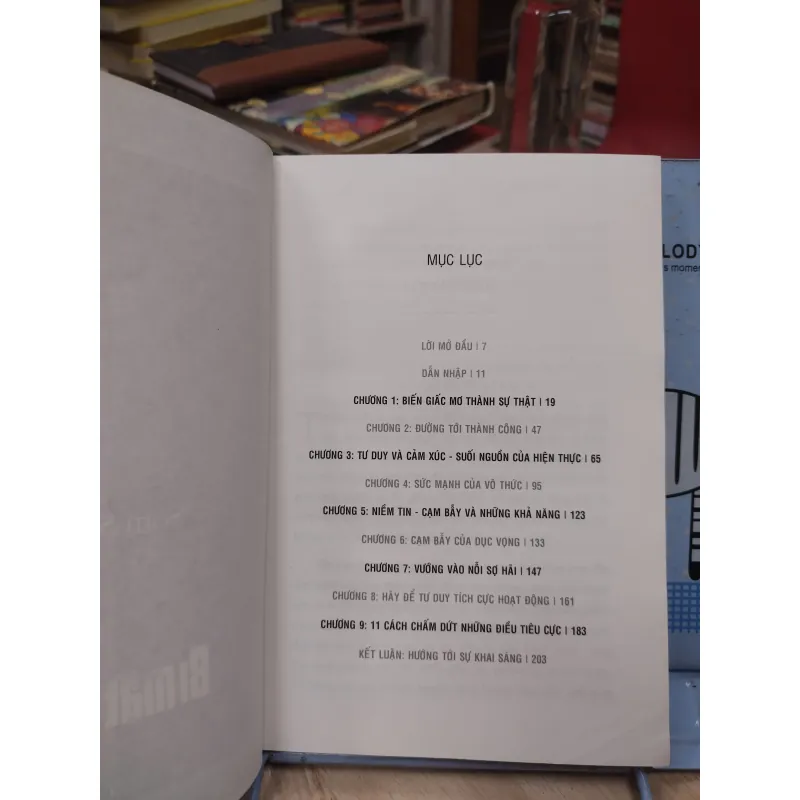 MỤC LỤC
LỜI MỞ ĐẦU | 7
DẪN NHẬP | 11
CHƯƠNG 1: BIẾN GIẤC MƠ THÀNH SỰ THẬT | 19
CHƯƠNG 2: ĐƯỜNG TỚI THÀNH CÔNG | 47
CHƯƠNG 3: TƯ DUY VÀ CẢM XÚC - SUỐI NGUỒN CỦA HIỆN THỰC | 65
CHƯƠNG 4: SỨC MẠNH CỦA VÔ THỨC | 95
CHƯƠNG 5: NIỀM TIN - CẠM BẪY VÀ NHỮNG KHẢ NĂNG | 123
CHƯƠNG 6: CẠM BẪY CỦA DỤC VỌNG | 133
CHƯƠNG 7: VƯỚNG VÀO NỖI SỢ HÃI | 147
CHƯƠNG 8: HÃY ĐỂ TƯ DUY TÍCH CỰC HOẠT ĐỘNG | 161
CHƯƠNG 9: 11 CÁCH CHẤM DỨT NHỮNG ĐIỀU TIÊU CỰC | 183
KẾT LUẬN: HƯỚNG TỚI SỰ KHAI SÁNG | 203
LODY
s momen